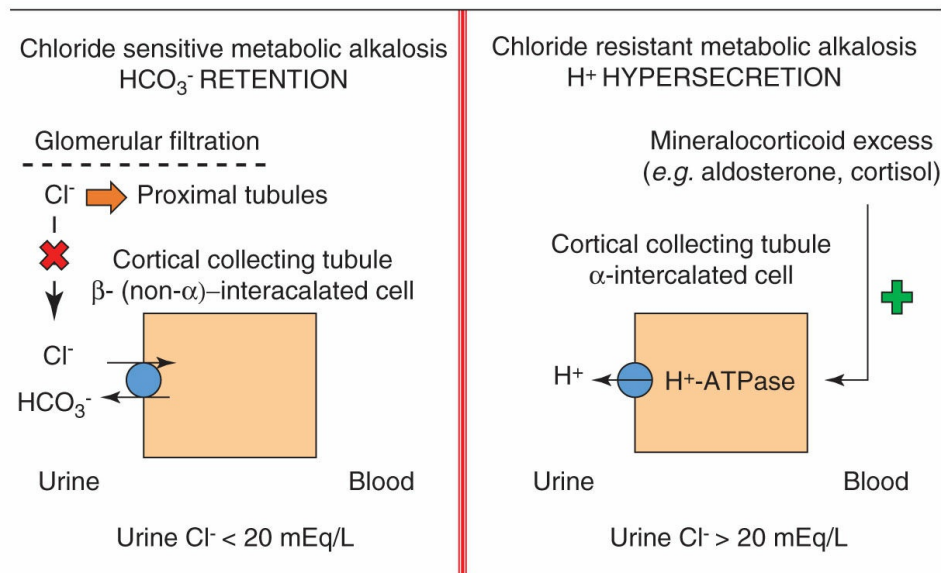 Chloride sensitive metabolic alkalosis
HCO₃⁻ RETENTION
Glomerular filtration
Cl⁻
Proximal tubules
Cortical collecting tubule
β- (non-α)–interacalated cell
Cl⁻
HCO₃⁻
Urine
Blood
Urine Cl⁻ < 20 mEq/L
Chloride resistant metabolic alkalosis
H⁺ HYPERSECRETION
Mineralocorticoid excess
(e.g. aldosterone, cortisol)
Cortical collecting tubule
α-intercalated cell
H⁺
H⁺-ATPase
Urine
Blood
Urine Cl⁻ > 20 mEq/L